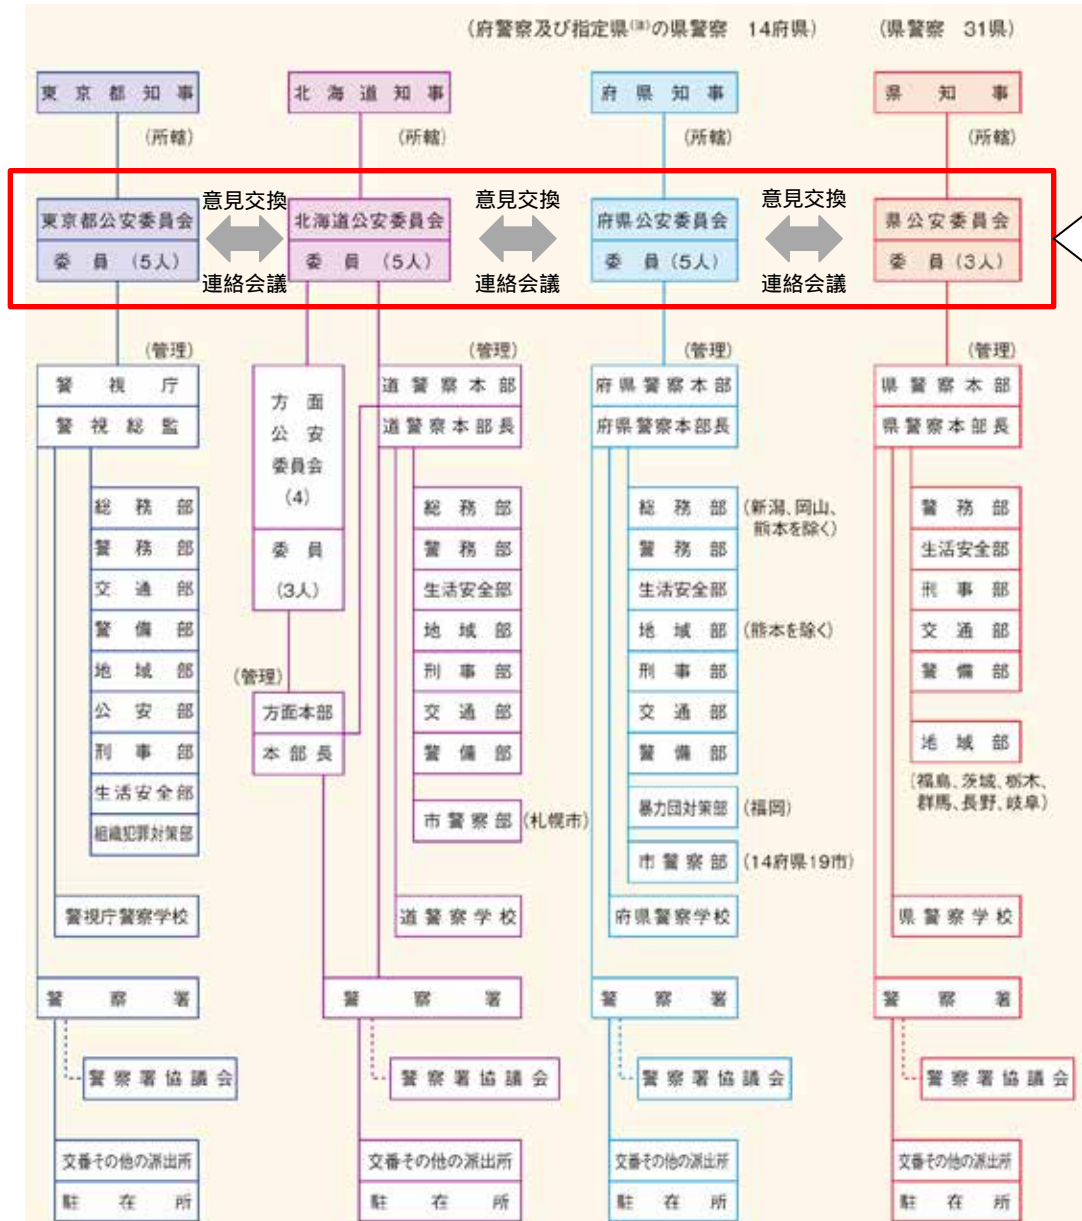 (府警察及び指定県(注)の県警察 14府県)
(県警察 31県)
東京都知事
(所轄)
東京都公安委員会
委員(5人)
意見交換
連絡会議
北海道知事
(所轄)
北海道公安委員会
委員(5人)
意見交換
連絡会議
府県知事
(所轄)
府県公安委員会
委員(5人)
意見交換
連絡会議
県知事
(所轄)
県公安委員会
委員(3人)
(管理)
警視庁
警視総監
総務部
警務部
交通部
警備部
地域部
公安部
刑事部
生活安全部
組織犯罪対策部
警視庁警察学校
警察署
警察署協議会
交番その他の派出所
駐在所
方面
公安
委員会
(4)
委員
(3人)
(管理)
方面本部
本部長
(管理)
道警察本部
道警察本部長
総務部
警務部
生活安全部
地域部
刑事部
交通部
警備部
市警察部(札幌市)
道警察学校
警察署
警察署協議会
交番その他の派出所
駐在所
(管理)
府県警察本部
府県警察本部長
総務部(新潟、岡山、
熊本を除く)
警務部
生活安全部
地域部(熊本を除く)
刑事部
交通部
警備部
暴力団対策部(福岡)
市警察部(14府県19市)
府県警察学校
警察署
警察署協議会
交番その他の派出所
駐在所
(管理)
県警察本部
県警察本部長
警務部
生活安全部
刑事部
交通部
警備部
地域部
(福島、茨城、栃木、
群馬、長野、岐阜)
県警察学校
警察署
警察署協議会
交番その他の派出所
駐在所